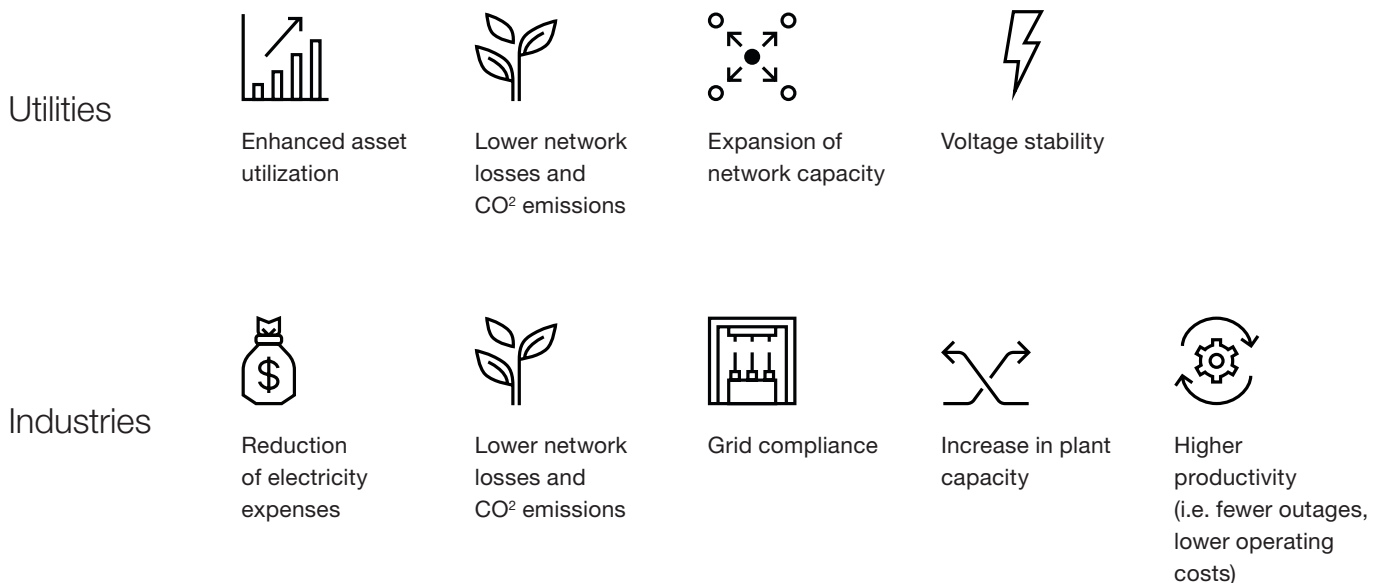 Utilities
Enhanced asset
utilization
Lower network
losses and
CO² emissions
Expansion of
network capacity
Voltage stability
Industries
$
Reduction
of electricity
expenses
Lower network
losses and
CO² emissions
Grid compliance
Increase in plant
capacity
Higher
productivity
(i.e. fewer outages,
lower operating
costs)